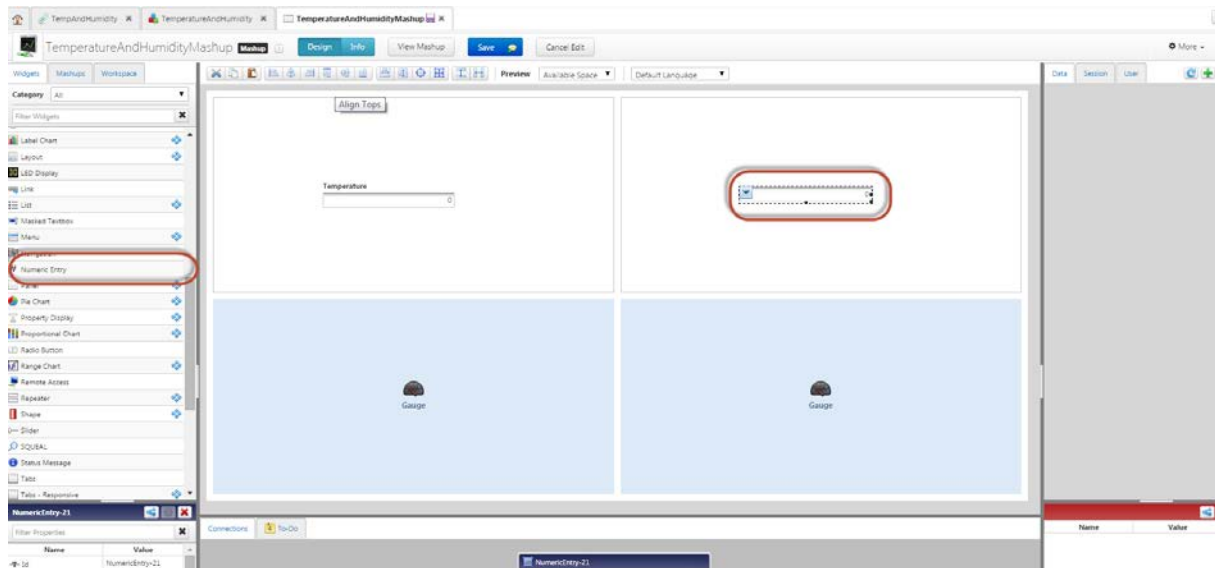 TempAndHumidity
TemperatureAndHumidity
TemperatureAndHumidityMashup
TemperatureAndHumidityMashup Mashup
Design Info
View Mashup
Save
Cancel Edit
More
Widgets Mashups Workspace
Preview Available Space
Default Language
Data Session User
Category All
Filter Widgets
Align Tops
Label Chart
Layout
LED Display
Link
List
Masked Textbox
Menu
Temperature
0
0
Numeric Entry
Panel
Pie Chart
Property Display
Proportional Chart
Radio Button
Range Chart
Remote Access
Repeater
Shape
Slider
SQUEAL
Status Message
Tabs
Tabs - Responsive
Gauge
Gauge
NumericEntry-21
Filter Properties
Name Value
Id NumericEntry-21
Connections To-Do
NumericEntry-21
Name Value